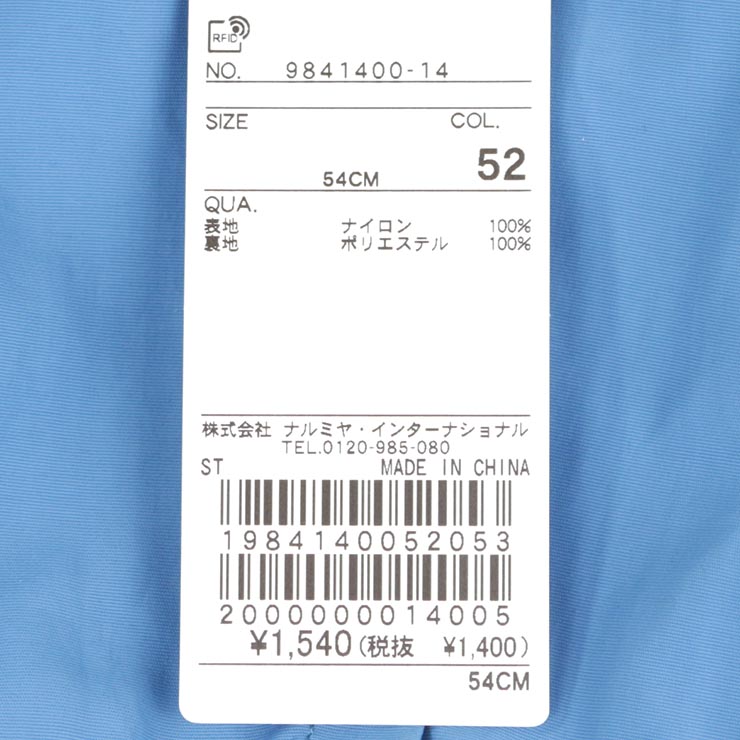 RFID
NO. 9841400-14
SIZE COL.
54CM 52
QUA.
表地 ナイロン 100%
裏地 ポリエステル 100%
株式会社 ナルミヤ・インターナショナル
TEL.0120-985-080
ST MADE IN CHINA
1984140052053
2000000014005
¥1,540(税抜 ¥1,400)
54CM